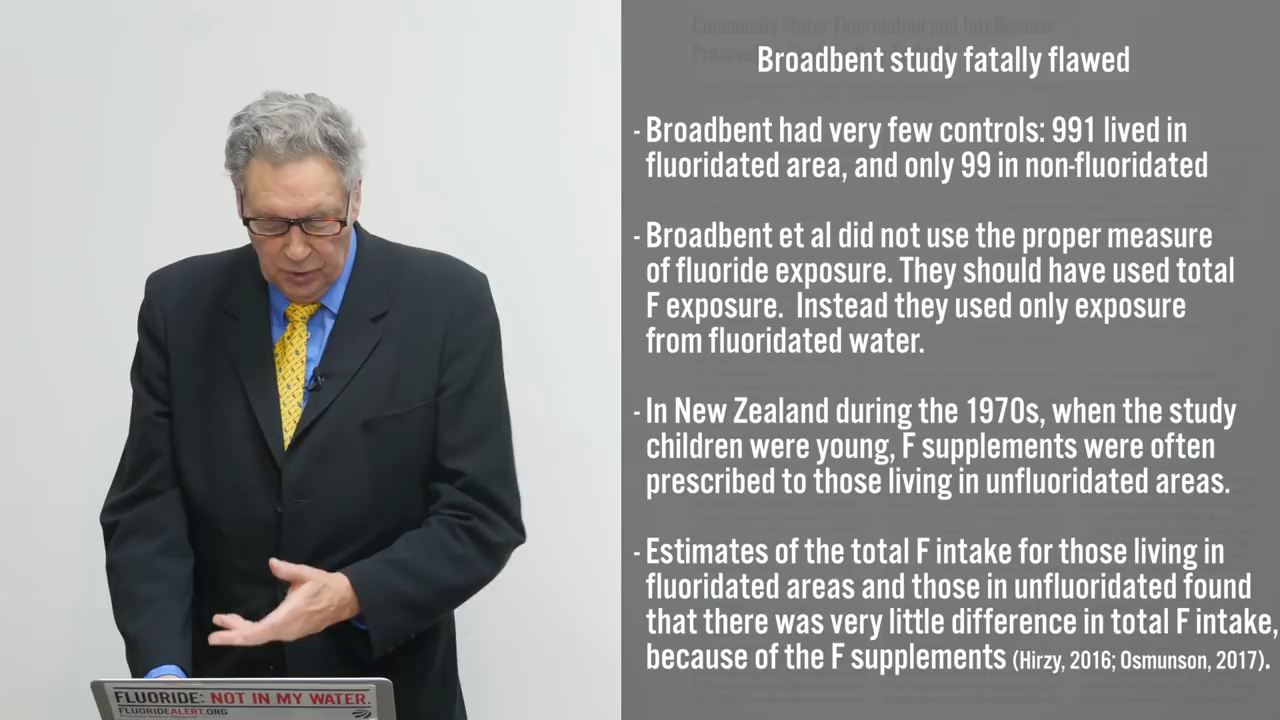 Community Water Fluoridation and Intelligence:
Broadbent study fatally flawed
- Broadbent had very few controls: 991 lived in
fluoridated area, and only 99 in non-fluoridated
- Broadbent et al did not use the proper measure
of fluoride exposure. They should have used total
F exposure. Instead they used only exposure
from fluoridated water.
- In New Zealand during the 1970s, when the study
children were young, F supplements were often
prescribed to those living in unfluoridated areas.
- Estimates of the total F intake for those living in
fluoridated areas and those in unfluoridated found
that there was very little difference in total F intake,
because of the F supplements (Hirzy, 2016; Osmunson, 2017).
FLUORIDE: NOT IN MY WATER.
FLUORIDEALERT.ORG